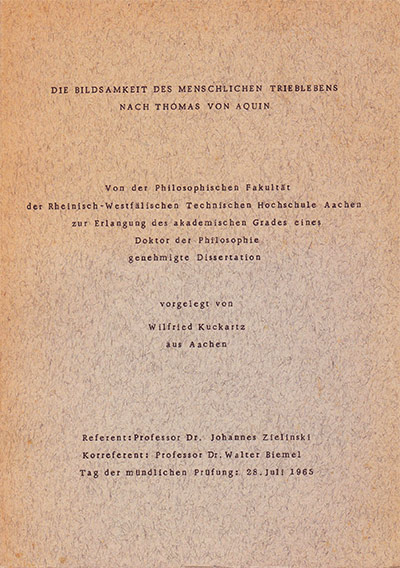 DIE BILDSAMKEIT DES MENSCHLICHEN TRIEBLEBENS
NACH THOMAS VON AQUIN
Von der Philosophischen Fakultät
der Rheinisch-Westfälischen Technischen Hochschule Aachen
zur Erlangung des akademischen Grades eines
Doktor der Philosophie
genehmigte Dissertation
vorgelegt von
Wilfried Kuckartz
aus Aachen
Referent: Professor Dr. Johannes Zielinski
Korreferent: Professor Dr. Walter Biemel
Tag der mündlichen Prüfung: 28. Juli 1965